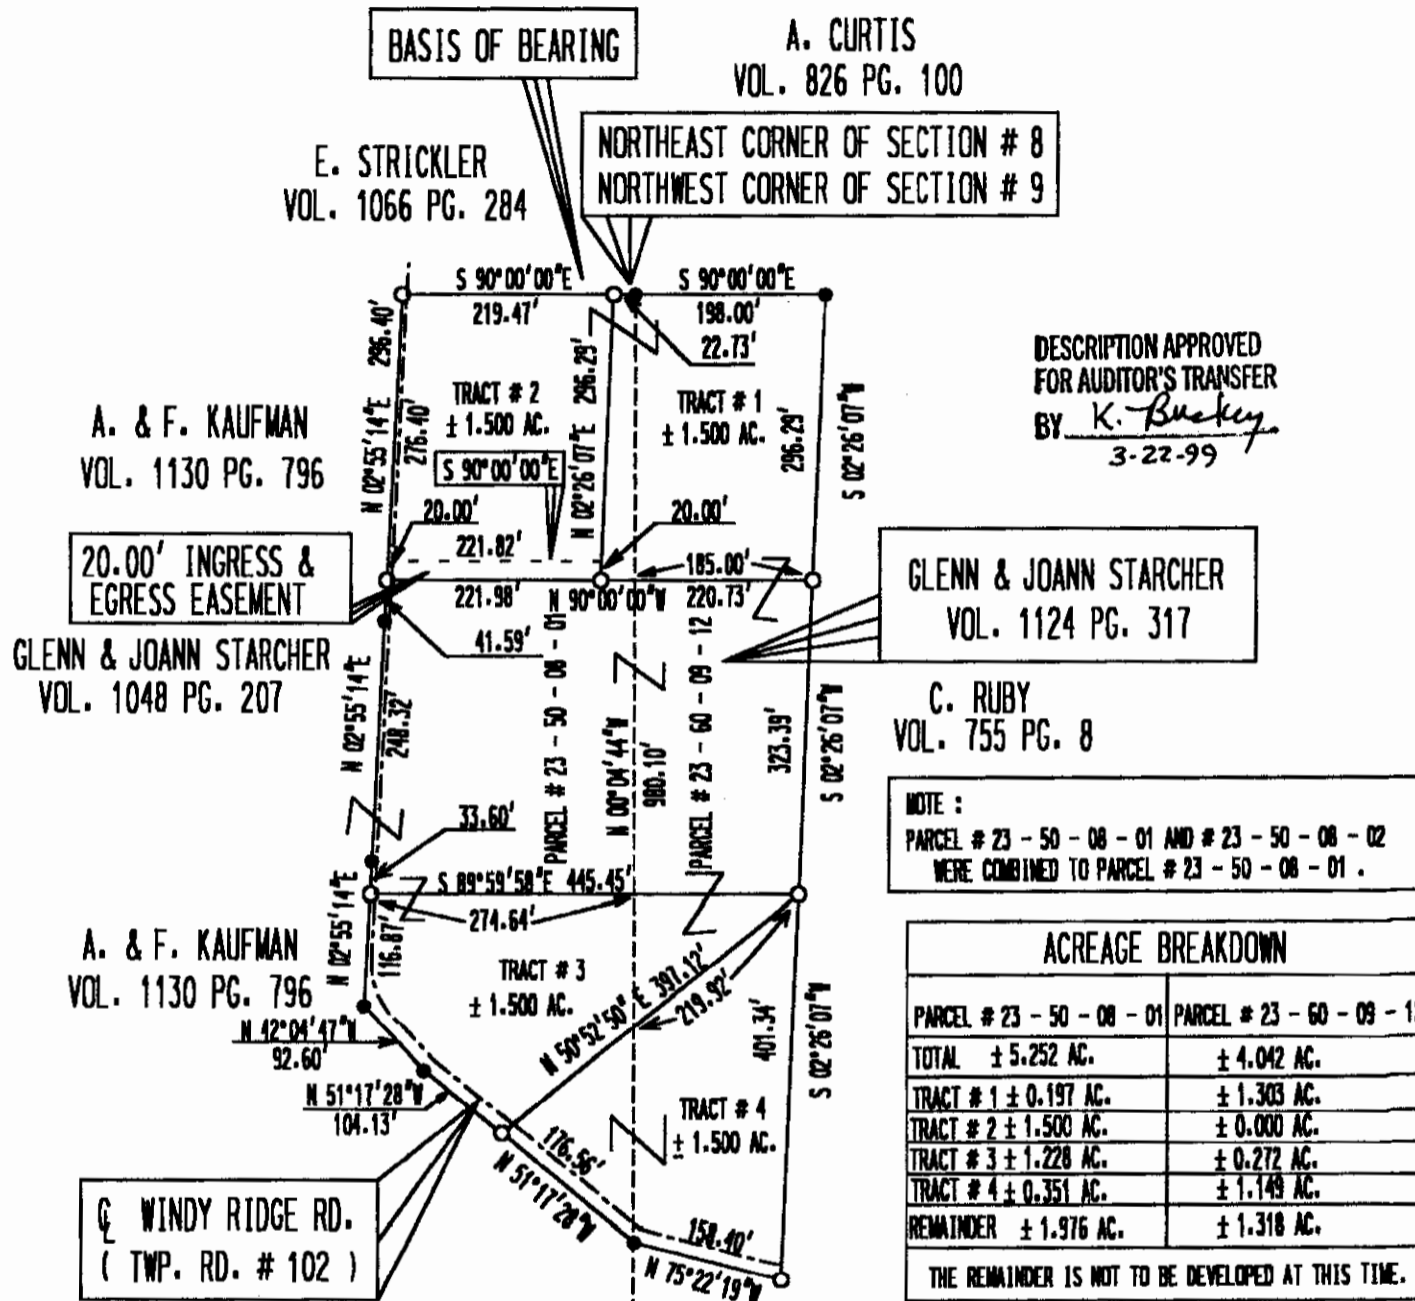 BASIS OF BEARING
A. CURTIS
VOL. 826 PG. 100
E. STRICKLER
VOL. 1066 PG. 284
NORTHEAST CORNER OF SECTION # 8
NORTHWEST CORNER OF SECTION # 9
S 90°00'00"E
219.47'
S 90°00'00"E
198.00'
22.73'
N 02°55'14"E 296.40'
276.40'
TRACT # 2
± 1.500 AC.
N 02°26'07"E 296.29'
TRACT # 1
± 1.500 AC.
296.29'
S 02°26'07"W
DESCRIPTION APPROVED
FOR AUDITOR'S TRANSFER
BY K. Buskey
3-22-99
A. & F. KAUFMAN
VOL. 1130 PG. 796
S 90°00'00"E
20.00'
221.82'
20.00'
20.00' INGRESS &
EGRESS EASEMENT
185.00'
221.98'
N 90°00'00"W
220.73'
41.59'
GLENN & JOANN STARCHER
VOL. 1124 PG. 317
GLENN & JOANN STARCHER
VOL. 1048 PG. 207
N 02°55'14"E
248.32'
PARCEL # 23 - 50 - 08 - 01
N 00°04'44"W
980.10'
PARCEL # 23 - 60 - 09 - 12
323.39'
S 02°26'07"W
C. RUBY
VOL. 755 PG. 8
33.60'
NOTE :
PARCEL # 23 - 50 - 08 - 01 AND # 23 - 50 - 08 - 02
WERE COMBINED TO PARCEL # 23 - 50 - 08 - 01 .
S 89°59'58"E 445.45'
274.64'
N 02°55'14"E
116.87'
A. & F. KAUFMAN
VOL. 1130 PG. 796
TRACT # 3
± 1.500 AC.
N 50°52'50" E 397.12'
219.92'
401.34'
S 02°26'07"W
N 42°04'47"W
92.60'
N 51°17'28"W
104.13'
TRACT # 4
± 1.500 AC.
176.56'
N 51°17'28"W
158.40'
N 75°22'19"W
℄ WINDY RIDGE RD.
( TWP. RD. # 102 )
ACREAGE BREAKDOWN
PARCEL # 23 - 50 - 08 - 01 PARCEL # 23 - 60 - 09 - 1
TOTAL ± 5.252 AC. ± 4.042 AC.
TRACT # 1 ± 0.197 AC. ± 1.303 AC.
TRACT # 2 ± 1.500 AC. ± 0.000 AC.
TRACT # 3 ± 1.228 AC. ± 0.272 AC.
TRACT # 4 ± 0.351 AC. ± 1.149 AC.
REMAINDER ± 1.976 AC. ± 1.318 AC.
THE REMAINDER IS NOT TO BE DEVELOPED AT THIS TIME.